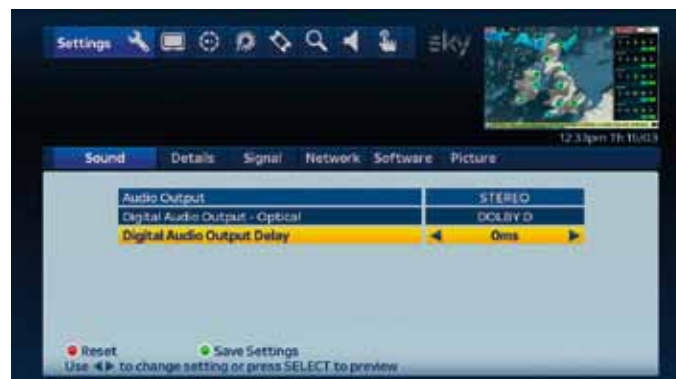 Settings
sky
12.33pm Th 15/03
Sound Details Signal Network Software Picture
Audio Output STEREO
Digital Audio Output - Optical DOLBY D
Digital Audio Output Delay 0ms
Reset Save Settings
Use ◀▶ to change setting or press SELECT to preview